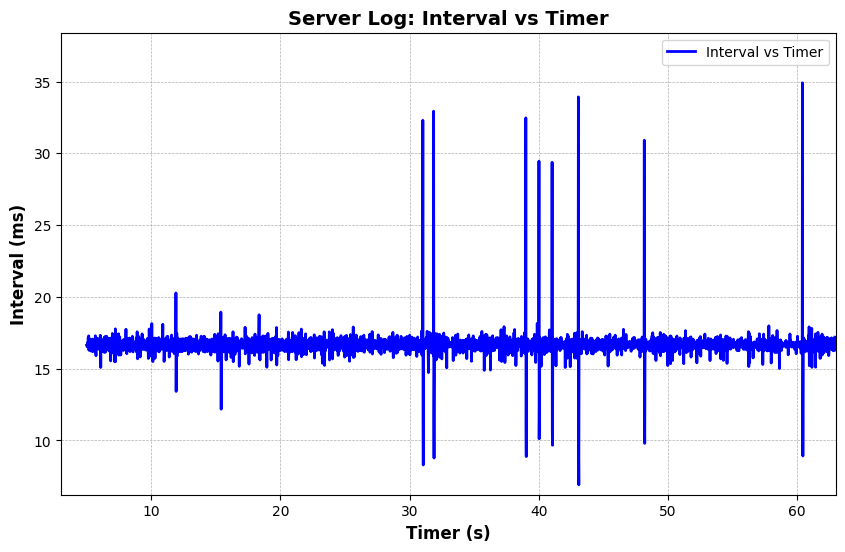 Server Log: Interval vs Timer
Interval vs Timer
Interval (ms)
35
30
25
20
15
10
10 20 30 40 50 60
Timer (s)